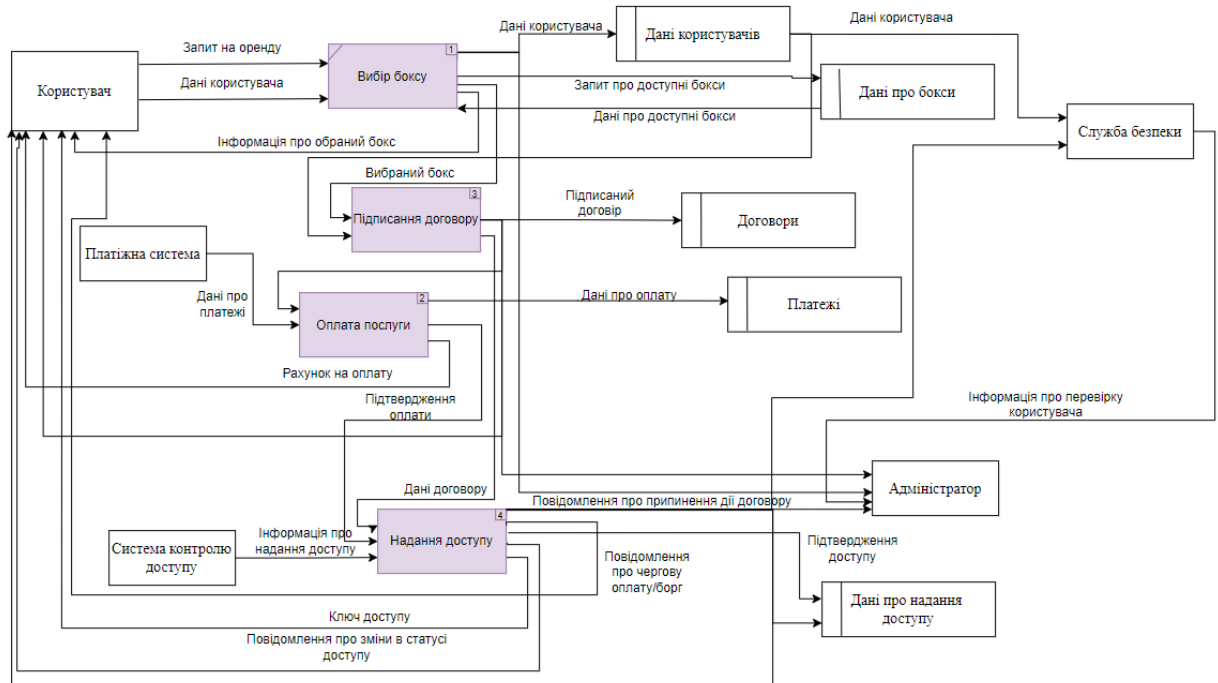 Дані користувача
Дані користувачів
Дані користувача
Запит на оренду
1
Вибір боксу
Користувач
Дані користувача
Запит про доступні бокси
Дані про бокси
Дані про доступні бокси
Служба безпеки
Інформація про обраний бокс
Вибраний бокс
3
Підписання договору
Підписаний
договір
Договори
Платіжна система
Дані про
платежі
2
Оплата послуги
Дані про оплату
Платежі
Рахунок на оплату
Підтвердження
оплати
Інформація про перевірку
користувача
Дані договору
Повідомлення про припинення дії договору
Адміністратор
4
Надання доступу
Система контролю
доступу
Інформація про
надання доступу
Повідомлення
про чергову
оплату/борг
Підтвердження
доступу
Дані про надання
доступу
Ключ доступу
Повідомлення про зміни в статусі
доступу